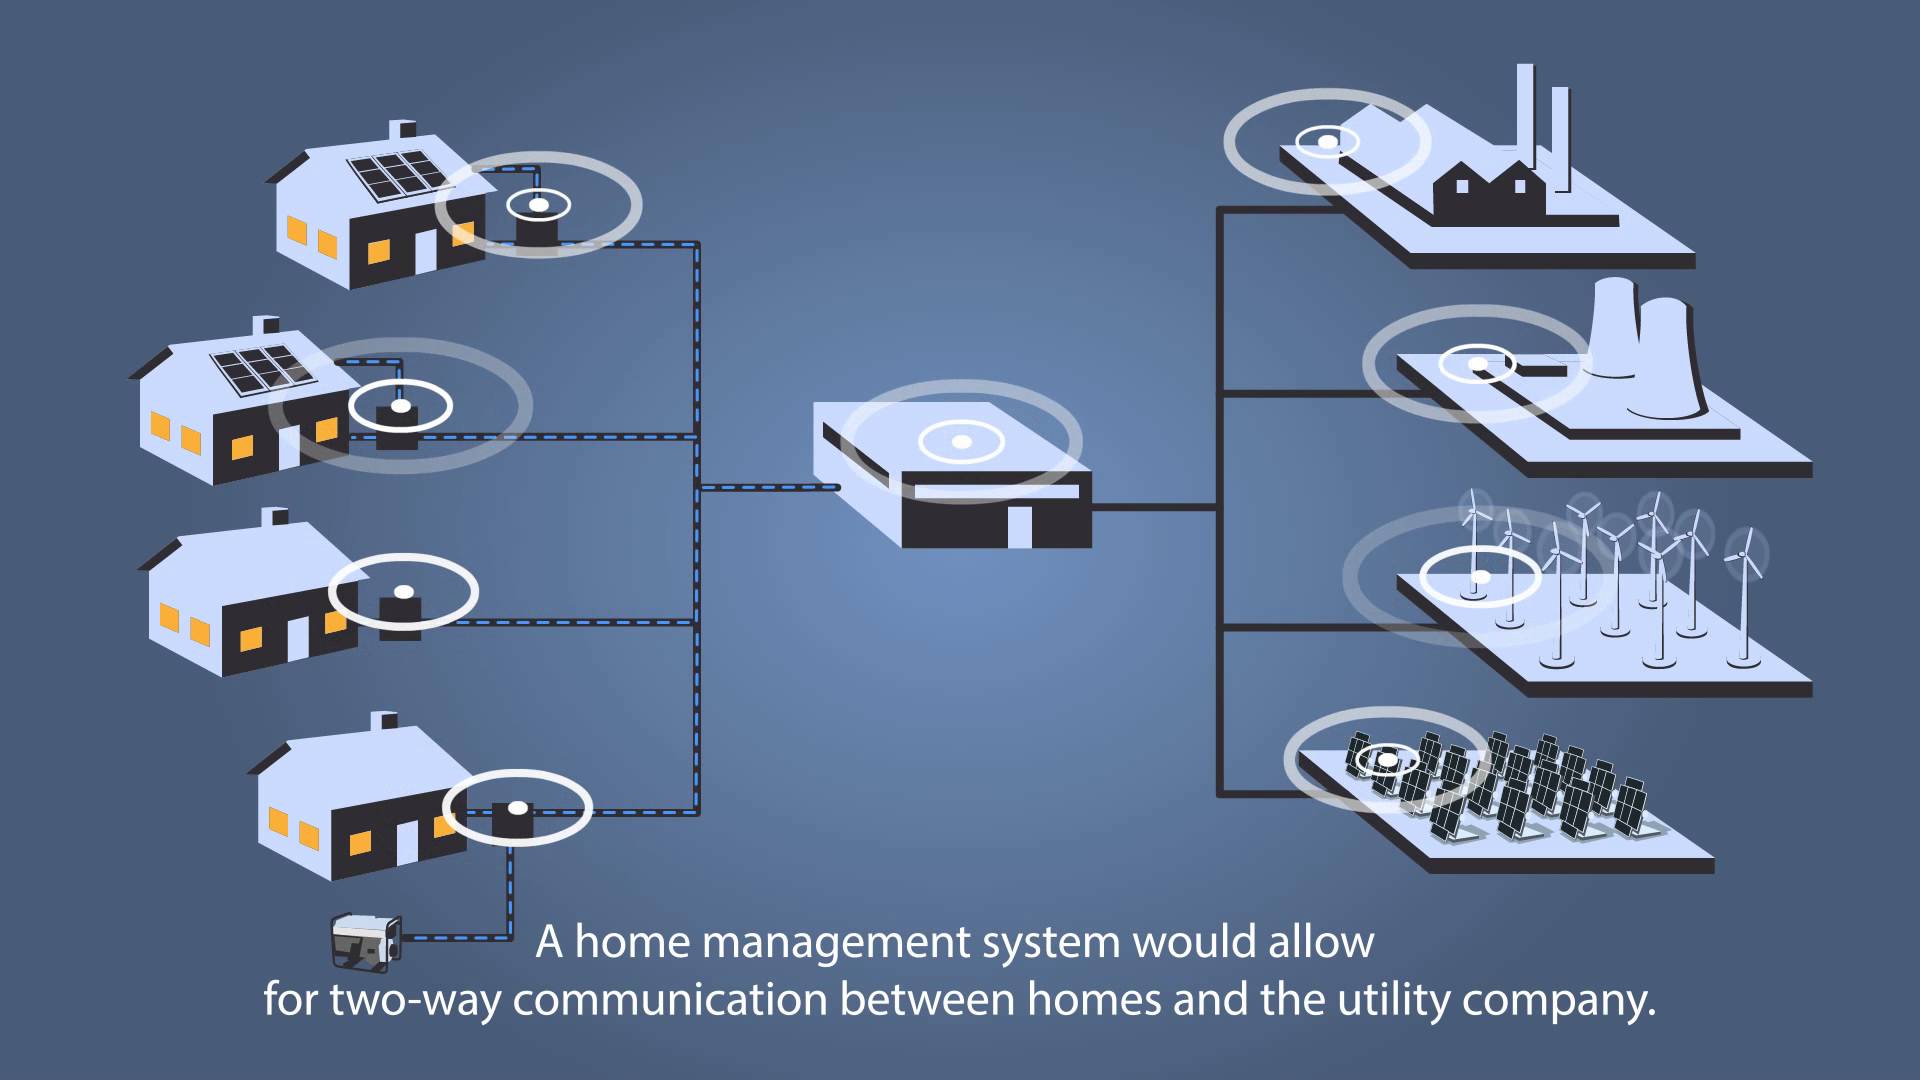 A home management system would allow
for two-way communication between homes and the utility company.